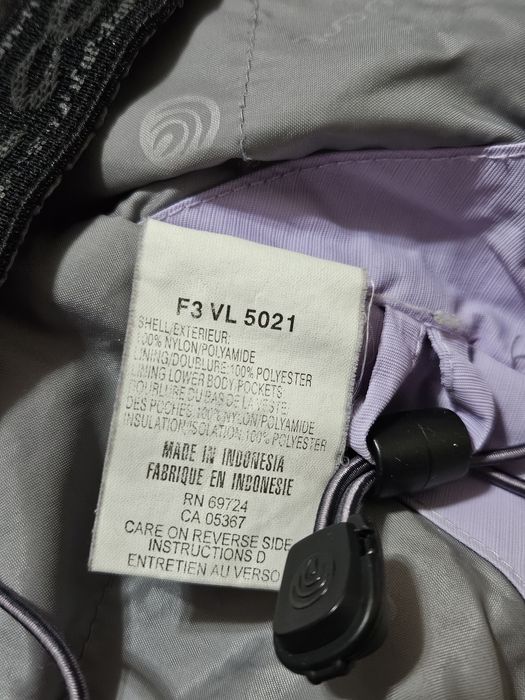 F3 VL 5021
SHELL/EXTERIEUR:
100% NYLON/POLYAMIDE
LINING/DOUBLURE:100% POLYESTER
LINING LOWER BODY POCKETS:
DOUBLURE DU BAS DE LA VESTE
DES POCHES:100% NYLON/POLYAMIDE
INSULATION/ISOLATION:100% POLYESTER
MADE IN INDONESIA
FABRIQUE EN INDONESIE
RN 69724
CA 05367
CARE ON REVERSE SIDE
INSTRUCTIONS D
ENTRETIEN AU VERSO